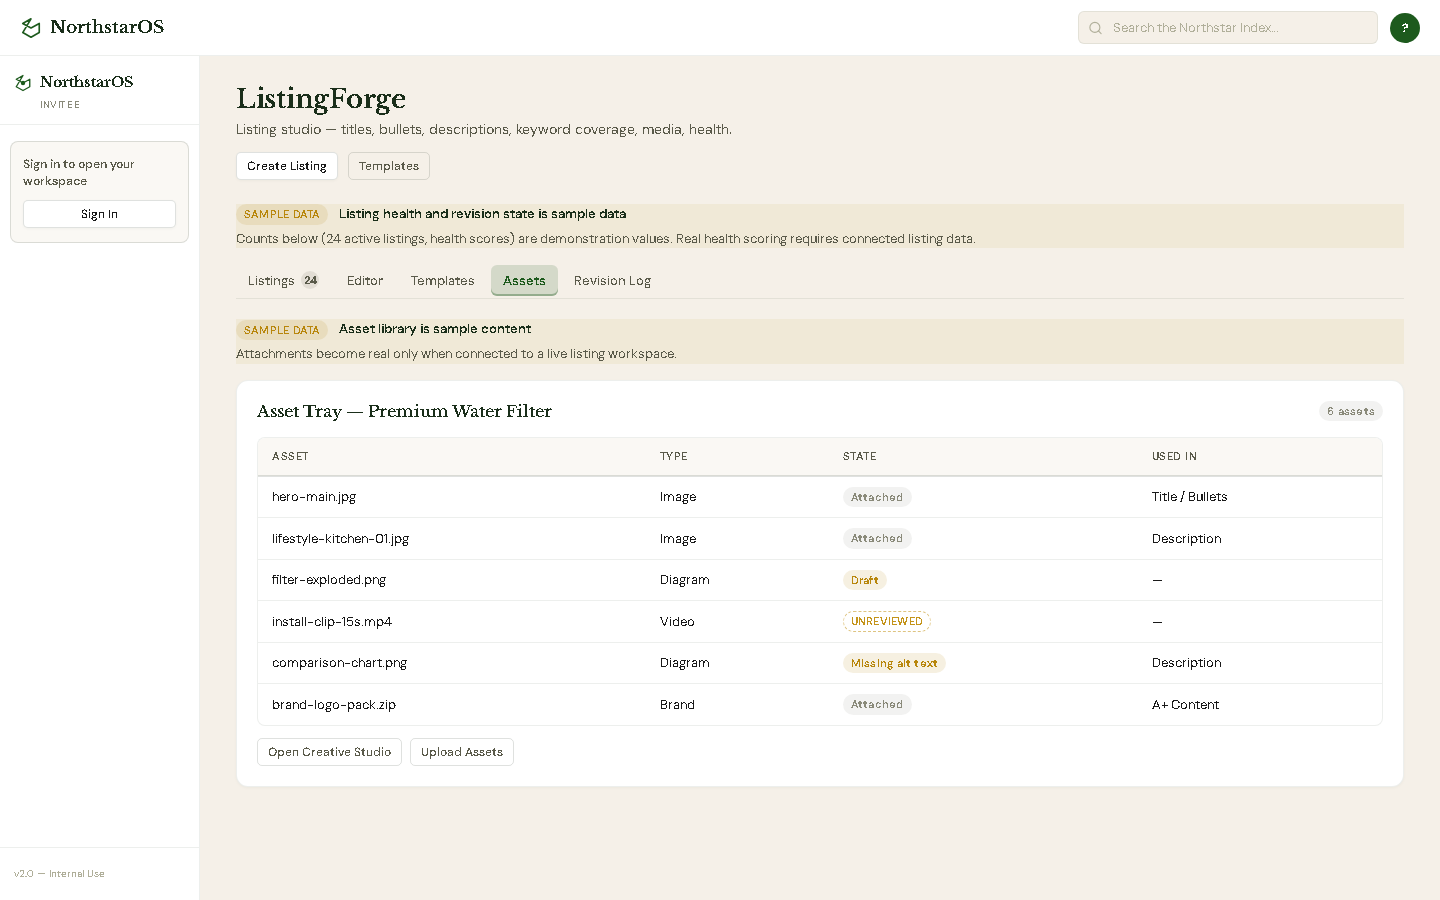 NorthstarOS
Search the Northstar Index...
?
NorthstarOS
INVITEE
Sign in to open your
workspace
Sign In
v2.0 — Internal Use
ListingForge
Listing studio — titles, bullets, descriptions, keyword coverage, media, health.
Create Listing
Templates
SAMPLE DATA Listing health and revision state is sample data
Counts below (24 active listings, health scores) are demonstration values. Real health scoring requires connected listing data.
Listings 24 Editor Templates Assets Revision Log
SAMPLE DATA Asset library is sample content
Attachments become real only when connected to a live listing workspace.
Asset Tray — Premium Water Filter
6 assets
ASSET TYPE STATE USED IN
hero-main.jpg Image Attached Title / Bullets
lifestyle-kitchen-01.jpg Image Attached Description
filter-exploded.png Diagram Draft —
install-clip-15s.mp4 Video UNREVIEWED —
comparison-chart.png Diagram Missing alt text Description
brand-logo-pack.zip Brand Attached A+ Content
Open Creative Studio Upload Assets